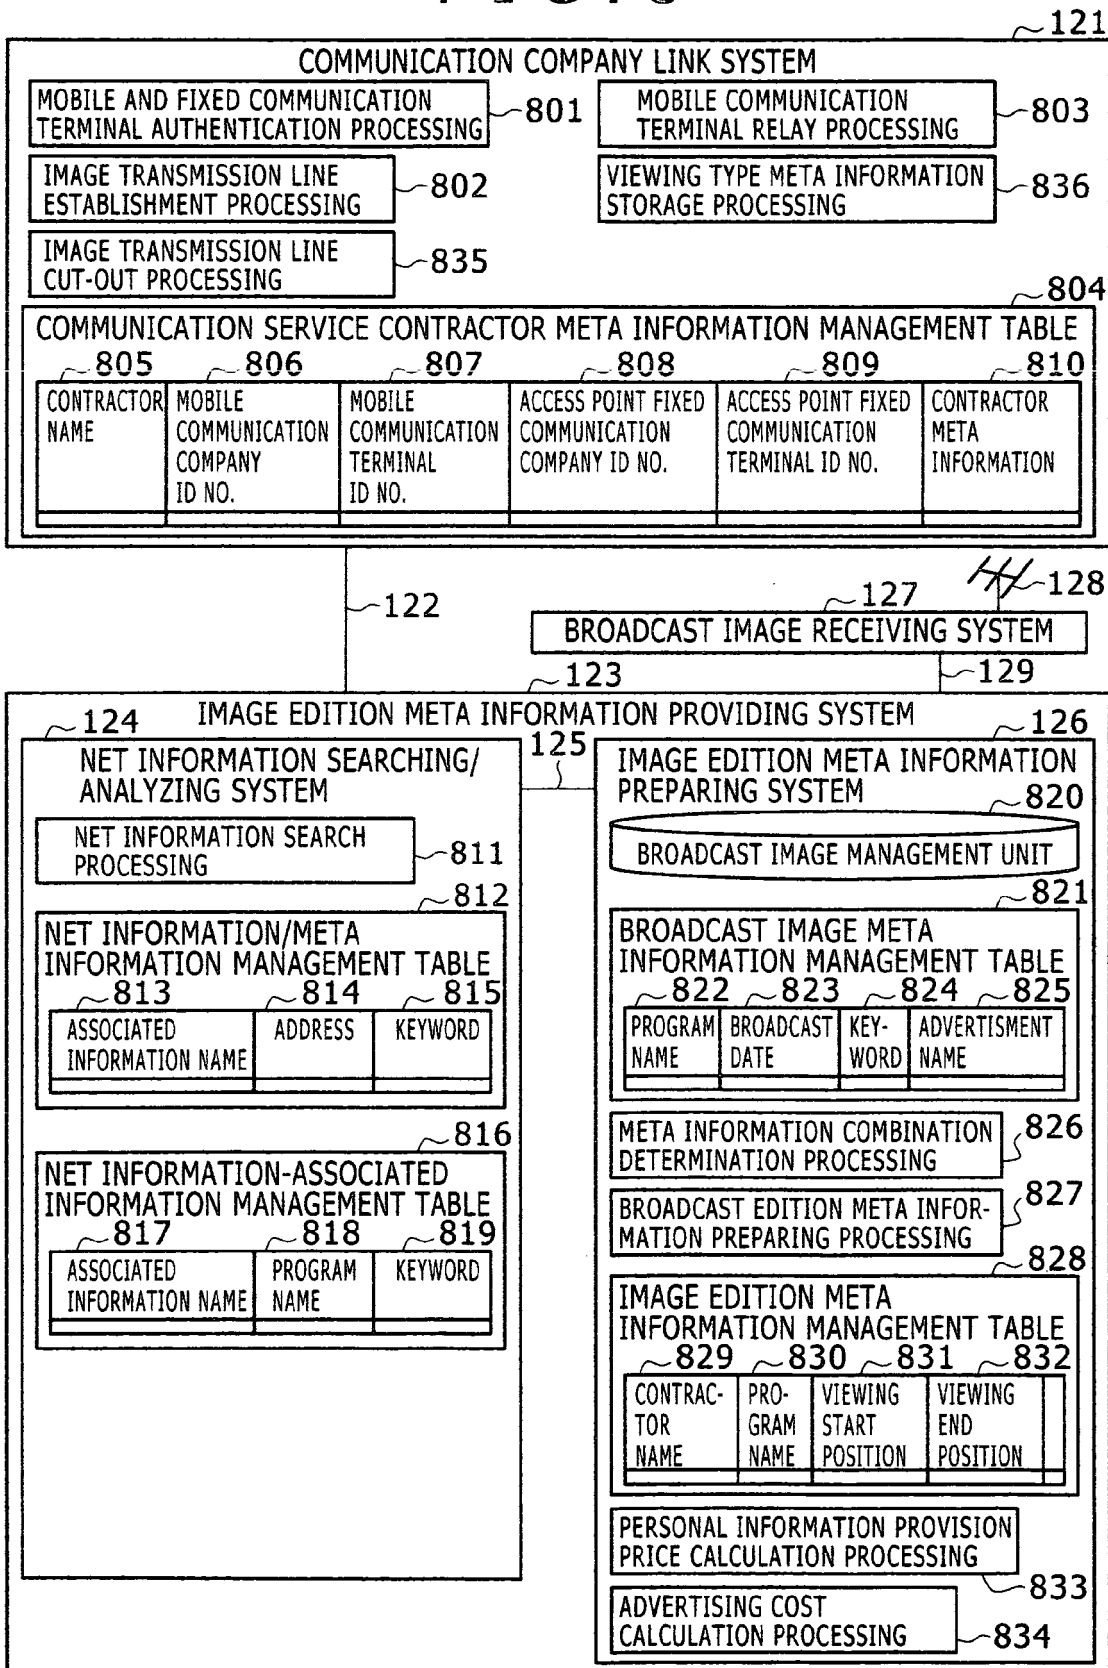 121
COMMUNICATION COMPANY LINK SYSTEM
MOBILE AND FIXED COMMUNICATION
TERMINAL AUTHENTICATION PROCESSING
801
MOBILE COMMUNICATION
TERMINAL RELAY PROCESSING
803
IMAGE TRANSMISSION LINE
ESTABLISHMENT PROCESSING
802
VIEWING TYPE META INFORMATION
STORAGE PROCESSING
836
IMAGE TRANSMISSION LINE
CUT-OUT PROCESSING
835
804
COMMUNICATION SERVICE CONTRACTOR META INFORMATION MANAGEMENT TABLE
805 806 807 808 809 810
CONTRACTOR
NAME
MOBILE
COMMUNICATION
COMPANY
ID NO.
MOBILE
COMMUNICATION
TERMINAL
ID NO.
ACCESS POINT FIXED
COMMUNICATION
COMPANY ID NO.
ACCESS POINT FIXED
COMMUNICATION
TERMINAL ID NO.
CONTRACTOR
META
INFORMATION
122
127
128
BROADCAST IMAGE RECEIVING SYSTEM
129
123
IMAGE EDITION META INFORMATION PROVIDING SYSTEM
124
NET INFORMATION SEARCHING/
ANALYZING SYSTEM
NET INFORMATION SEARCH
PROCESSING
811
812
NET INFORMATION/META
INFORMATION MANAGEMENT TABLE
813 814 815
ASSOCIATED
INFORMATION NAME
ADDRESS
KEYWORD
816
NET INFORMATION-ASSOCIATED
INFORMATION MANAGEMENT TABLE
817 818 819
ASSOCIATED
INFORMATION NAME
PROGRAM
NAME
KEYWORD
125
126
IMAGE EDITION META INFORMATION
PREPARING SYSTEM
820
BROADCAST IMAGE MANAGEMENT UNIT
821
BROADCAST IMAGE META
INFORMATION MANAGEMENT TABLE
822 823 824 825
PROGRAM
NAME
BROADCAST
DATE
KEY-
WORD
ADVERTISMENT
NAME
META INFORMATION COMBINATION
DETERMINATION PROCESSING
826
BROADCAST EDITION META INFOR-
MATION PREPARING PROCESSING
827
828
IMAGE EDITION META
INFORMATION MANAGEMENT TABLE
829 830 831 832
CONTRAC-
TOR
NAME
PRO-
GRAM
NAME
VIEWING
START
POSITION
VIEWING
END
POSITION
PERSONAL INFORMATION PROVISION
PRICE CALCULATION PROCESSING
833
ADVERTISING COST
CALCULATION PROCESSING
834